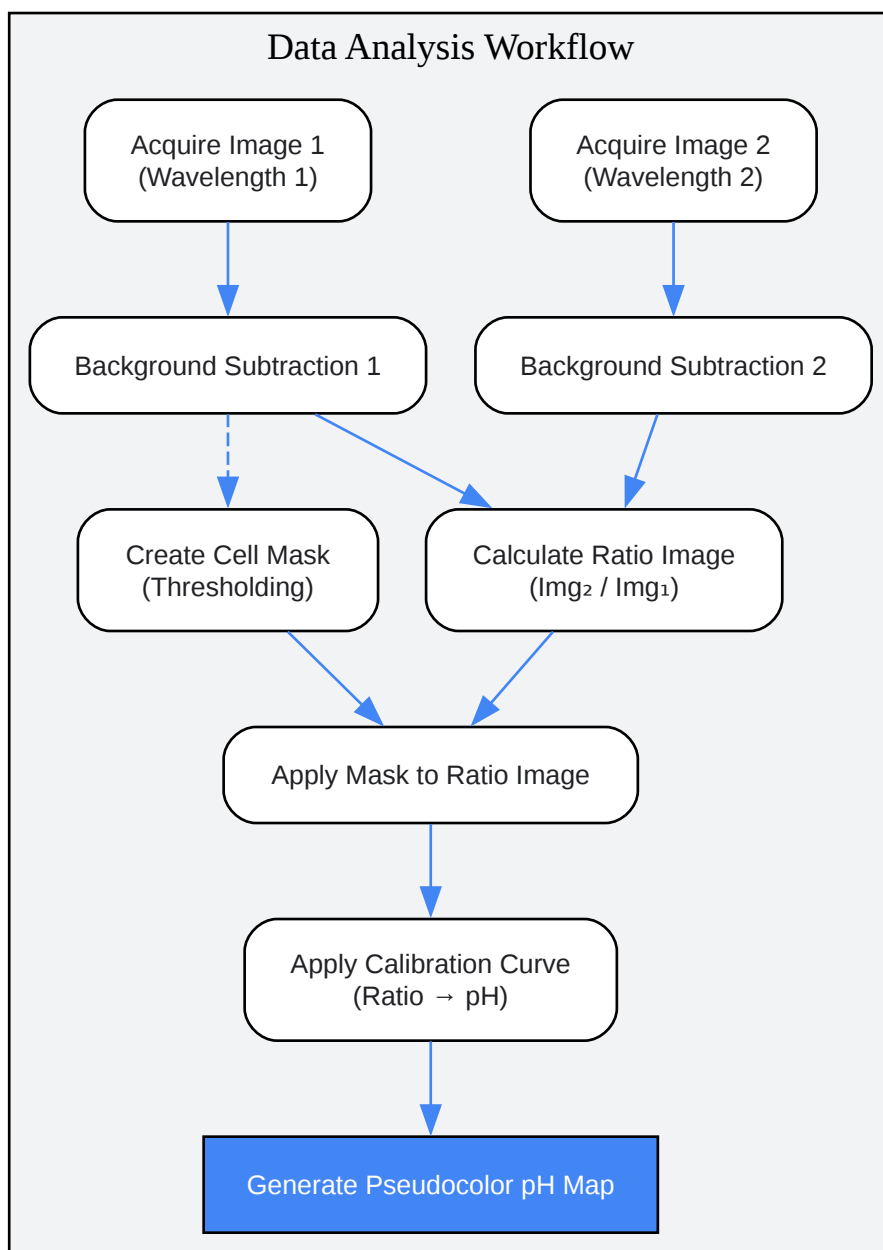 Data Analysis Workflow
Acquire Image 1
(Wavelength 1)
Acquire Image 2
(Wavelength 2)
Background Subtraction 1
Background Subtraction 2
Create Cell Mask
(Thresholding)
Calculate Ratio Image
(Img₂ / Img₁)
Apply Mask to Ratio Image
Apply Calibration Curve
(Ratio → pH)
Generate Pseudocolor pH Map